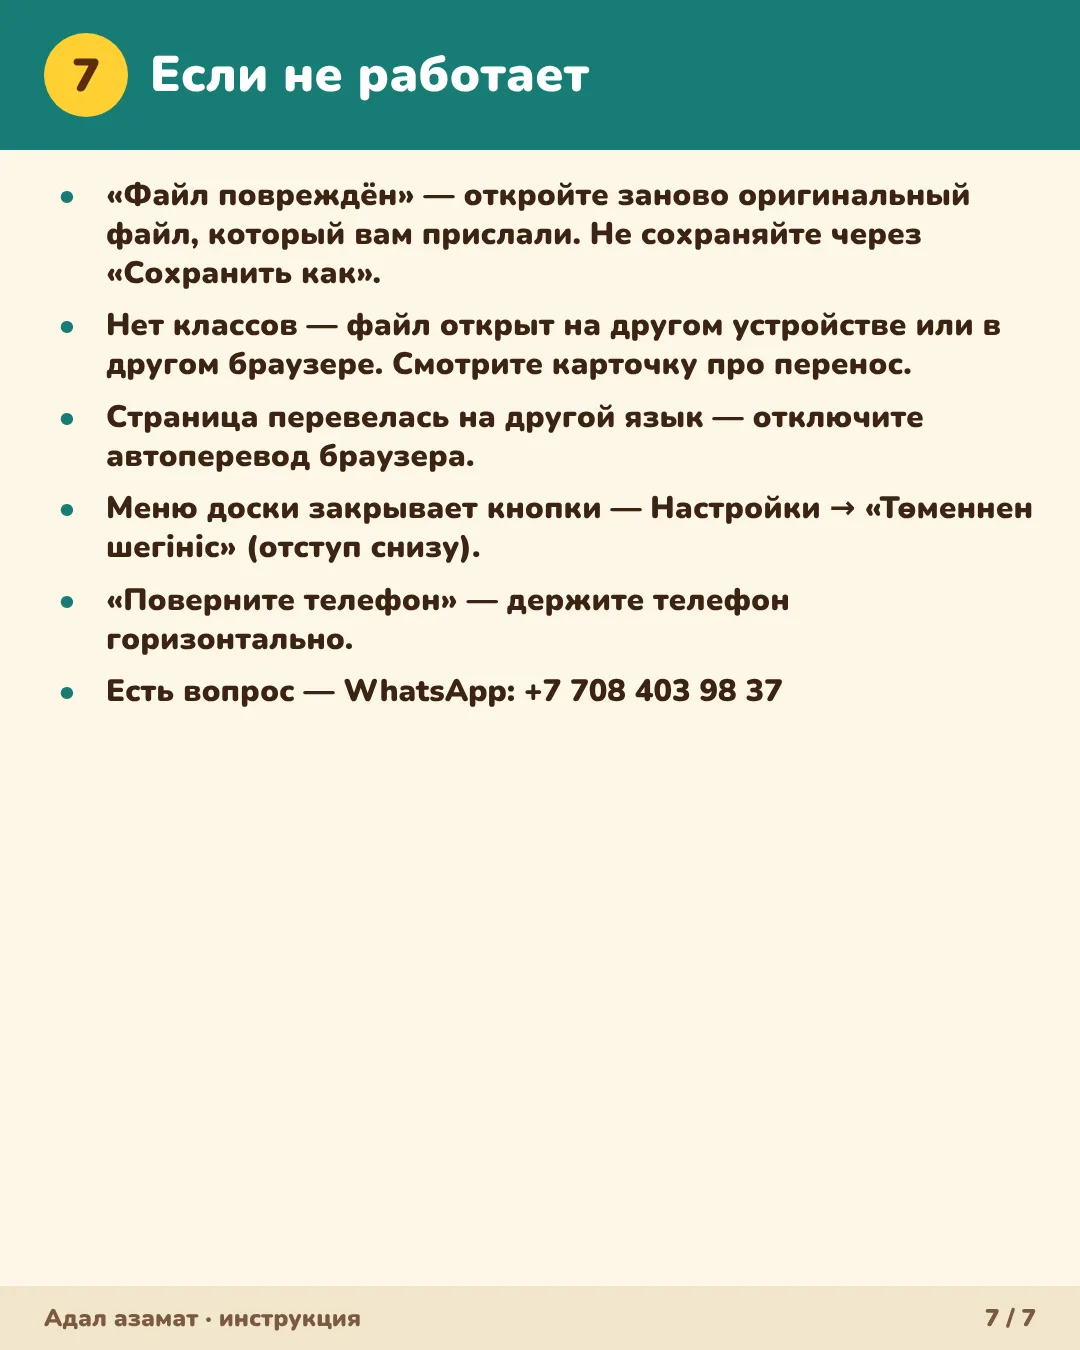 7
Если не работает
• «Файл повреждён» — откройте заново оригинальный
файл, который вам прислали. Не сохраняйте через
«Сохранить как».
• Нет классов — файл открыт на другом устройстве или в
другом браузере. Смотрите карточку про перенос.
• Страница перевелась на другой язык — отключите
автоперевод браузера.
• Меню доски закрывает кнопки — Настройки → «Төменнен
шегініс» (отступ снизу).
• «Поверните телефон» — держите телефон
горизонтально.
• Есть вопрос — WhatsApp: +7 708 403 98 37
Адал азамат · инструкция
7 / 7